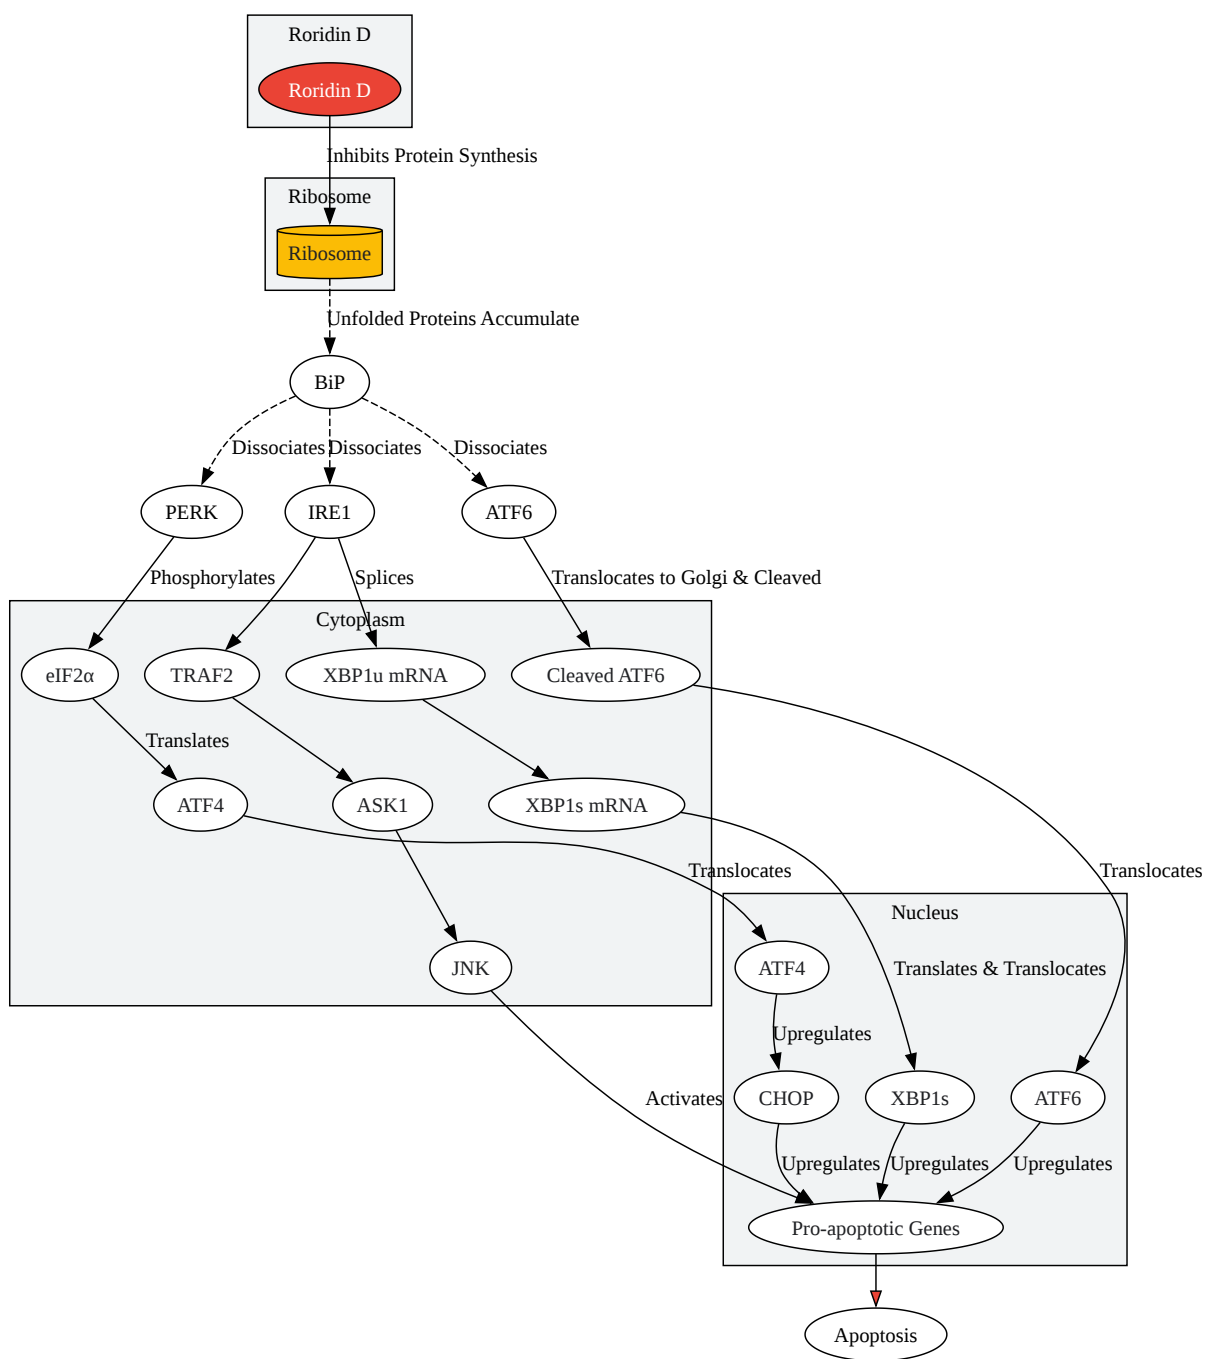 Roridin D
Roridin D
Inhibits Protein Synthesis
Ribosome
Ribosome
Unfolded Proteins Accumulate
BiP
Dissociates
Dissociates
Dissociates
PERK
IRE1
ATF6
Phosphorylates
Splices
Translocates to Golgi & Cleaved
Cytoplasm
eIF2α
TRAF2
XBP1u mRNA
Cleaved ATF6
Translates
ATF4
ASK1
XBP1s mRNA
Translocates
Translocates
Nucleus
JNK
ATF4
Translates & Translocates
Upregulates
Activates
CHOP
XBP1s
ATF6
Upregulates
Upregulates
Upregulates
Pro-apoptotic Genes
Apoptosis